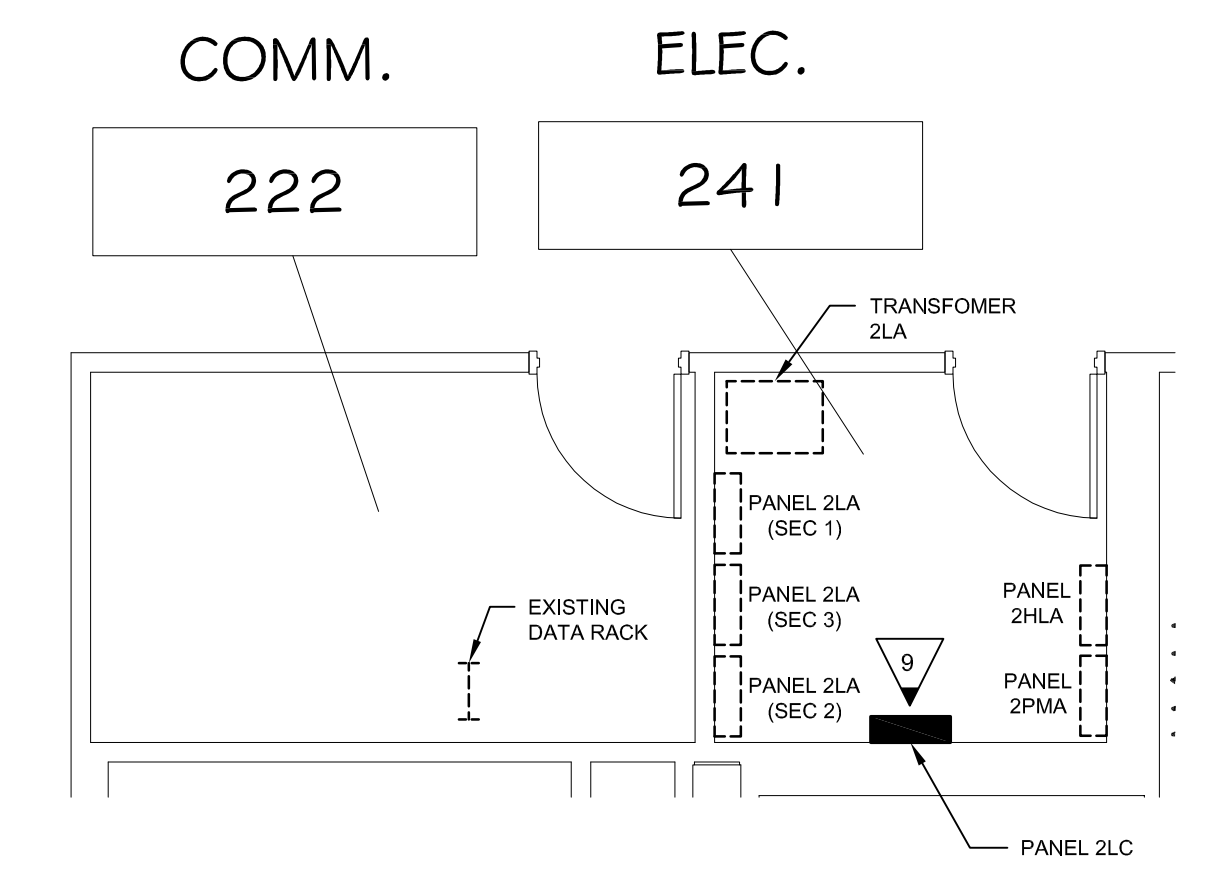 COMM.
ELEC.
222
241
TRANSFOMER
2LA
PANEL 2LA
(SEC 1)
EXISTING
DATA RACK
PANEL 2LA
(SEC 3)
PANEL
2HLA
9
PANEL 2LA
(SEC 2)
PANEL
2PMA
PANEL 2LC